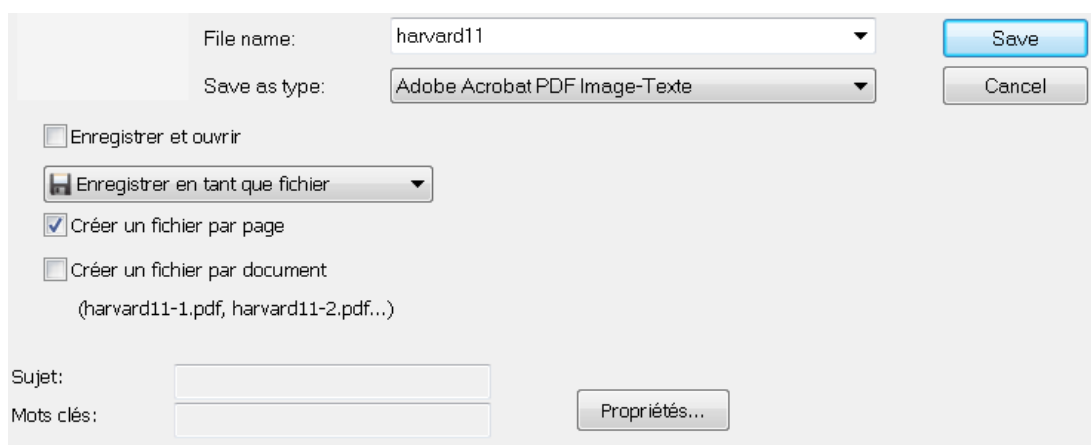 File name: harvard11 Save
Save as type: Adobe Acrobat PDF Image-Texte Cancel
Enregistrer et ouvrir
Enregistrer en tant que fichier
Créer un fichier par page
Créer un fichier par document
(harvard11-1.pdf, harvard11-2.pdf...)
Sujet:
Mots clés: Propriétés...